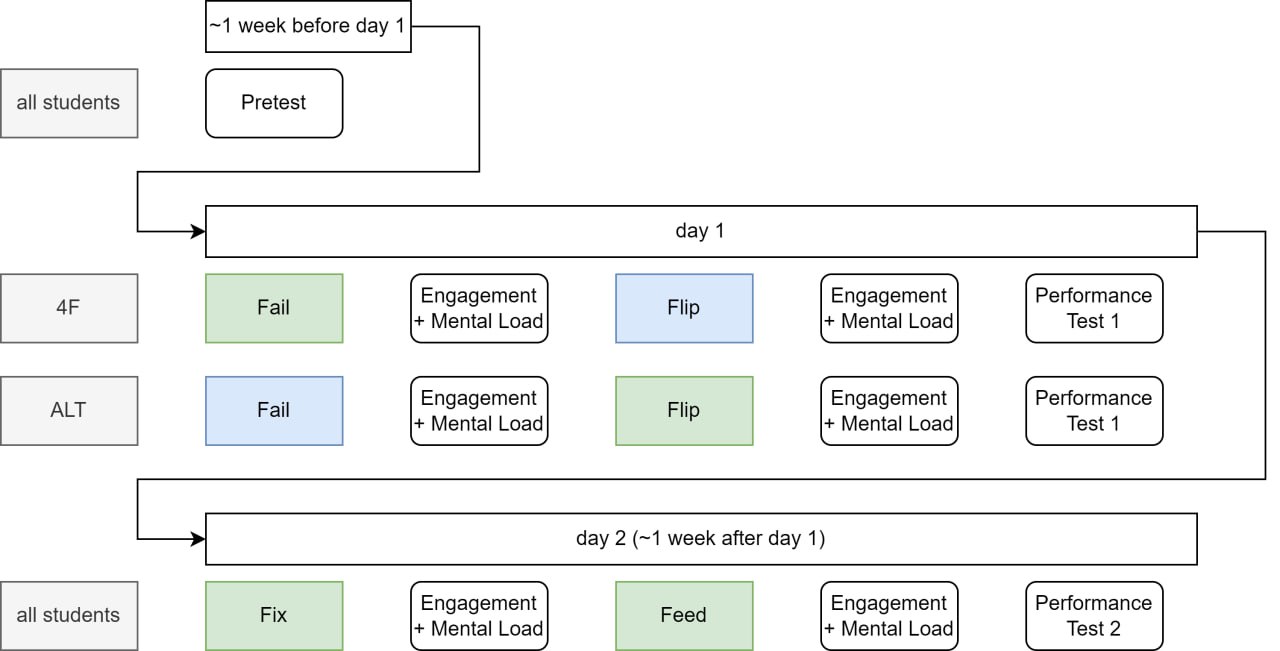 ~1 week before day 1
all students
Pretest
day 1
4F
Fail
Engagement
+ Mental Load
Flip
Engagement
+ Mental Load
Performance
Test 1
ALT
Fail
Engagement
+ Mental Load
Flip
Engagement
+ Mental Load
Performance
Test 1
day 2 (~1 week after day 1)
all students
Fix
Engagement
+ Mental Load
Feed
Engagement
+ Mental Load
Performance
Test 2